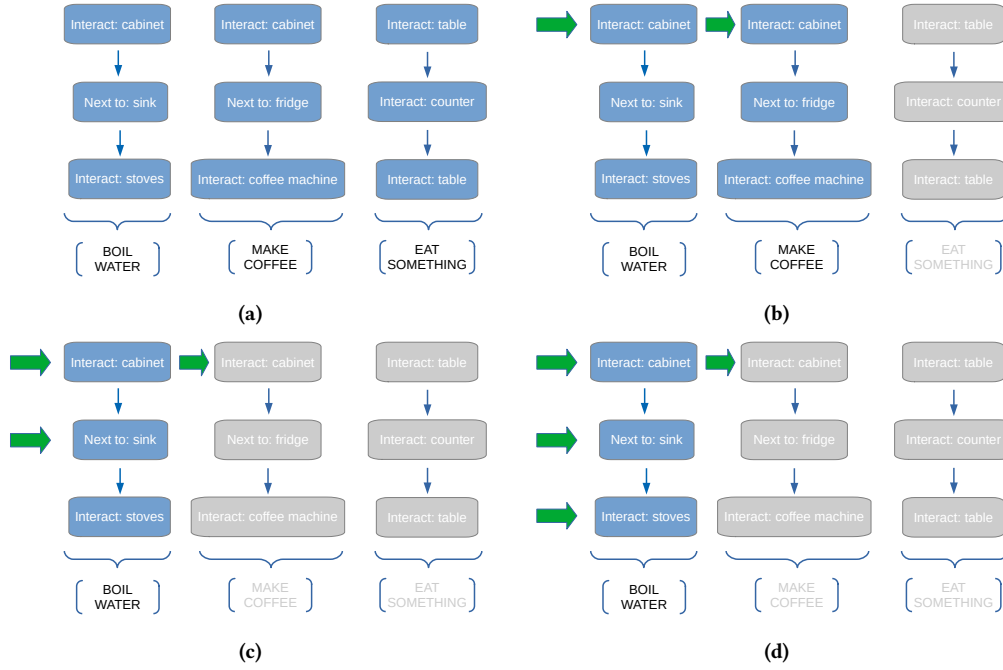 Interact: cabinet
Interact: cabinet
Interact: table
Next to: sink
Next to: fridge
Interact: counter
Interact: stoves
Interact: coffee machine
Interact: table
BOIL
WATER
MAKE
COFFEE
EAT
SOMETHING
(a)
Interact: cabinet
Interact: cabinet
Interact: table
Next to: sink
Next to: fridge
Interact: counter
Interact: stoves
Interact: coffee machine
Interact: table
BOIL
WATER
MAKE
COFFEE
EAT
SOMETHING
(b)
Interact: cabinet
Interact: cabinet
Interact: table
Next to: sink
Next to: fridge
Interact: counter
Interact: stoves
Interact: coffee machine
Interact: table
BOIL
WATER
MAKE
COFFEE
EAT
SOMETHING
(c)
Interact: cabinet
Interact: cabinet
Interact: table
Next to: sink
Next to: fridge
Interact: counter
Interact: stoves
Interact: coffee machine
Interact: table
BOIL
WATER
MAKE
COFFEE
EAT
SOMETHING
(d)